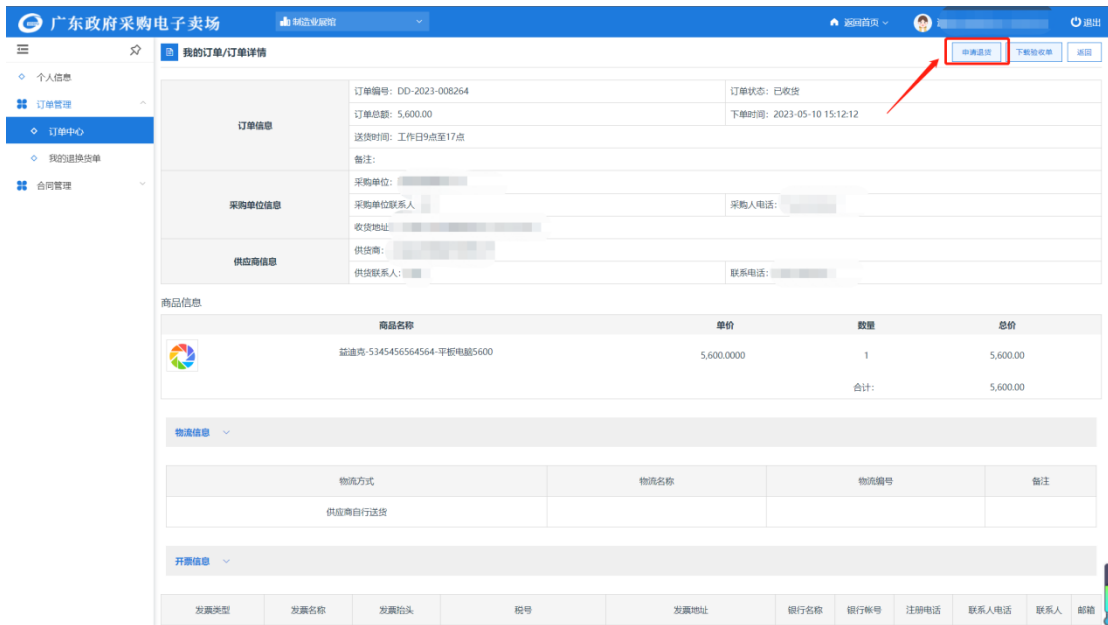 广东政府采购电子卖场 制造业展馆 返回首页 退出
我的订单/订单详情 申请退货 下载验收单 返回
个人信息
订单管理
订单中心
我的退换货单
合同管理
订单信息
订单编号：DD-2023-008264 订单状态：已收货
订单总额：5,600.00 下单时间：2023-05-10 15:12:12
送货时间：工作日9点至17点
备注：
采购单位信息
采购单位：
采购单位联系人 采购人电话：
收货地址
供应商信息
供货商：
供货联系人： 联系电话：
商品信息
商品名称 单价 数量 总价
益迪克-5345456564564-平板电脑5600 5,600.0000 1 5,600.00
合计： 5,600.00
物流信息
物流方式 物流名称 物流编号 备注
供应商自行送货
开票信息
发票类型 发票名称 发票抬头 税号 发票地址 银行名称 银行帐号 注册电话 联系人电话 联系人 邮箱